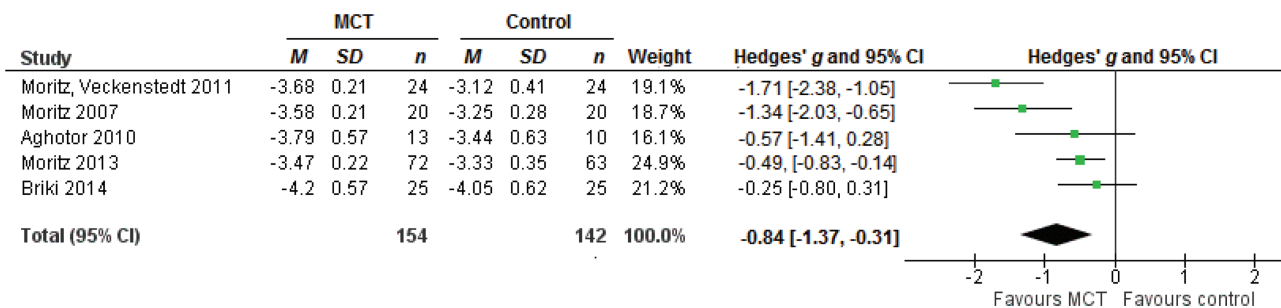 MCT Control
Study M SD n M SD n Weight Hedges' g and 95% CI Hedges' g and 95% CI
Moritz, Veckenstedt 2011 -3.68 0.21 24 -3.12 0.41 24 19.1% -1.71 [-2.38, -1.05]
Moritz 2007 -3.58 0.21 20 -3.25 0.28 20 18.7% -1.34 [-2.03, -0.65]
Aghotor 2010 -3.79 0.57 13 -3.44 0.63 10 16.1% -0.57 [-1.41, 0.28]
Moritz 2013 -3.47 0.22 72 -3.33 0.35 63 24.9% -0.49, [-0.83, -0.14]
Briki 2014 -4.2 0.57 25 -4.05 0.62 25 21.2% -0.25 [-0.80, 0.31]
Total (95% CI) 154 142 100.0% -0.84 [-1.37, -0.31]
-2 -1 0 1 2
Favours MCT Favours control